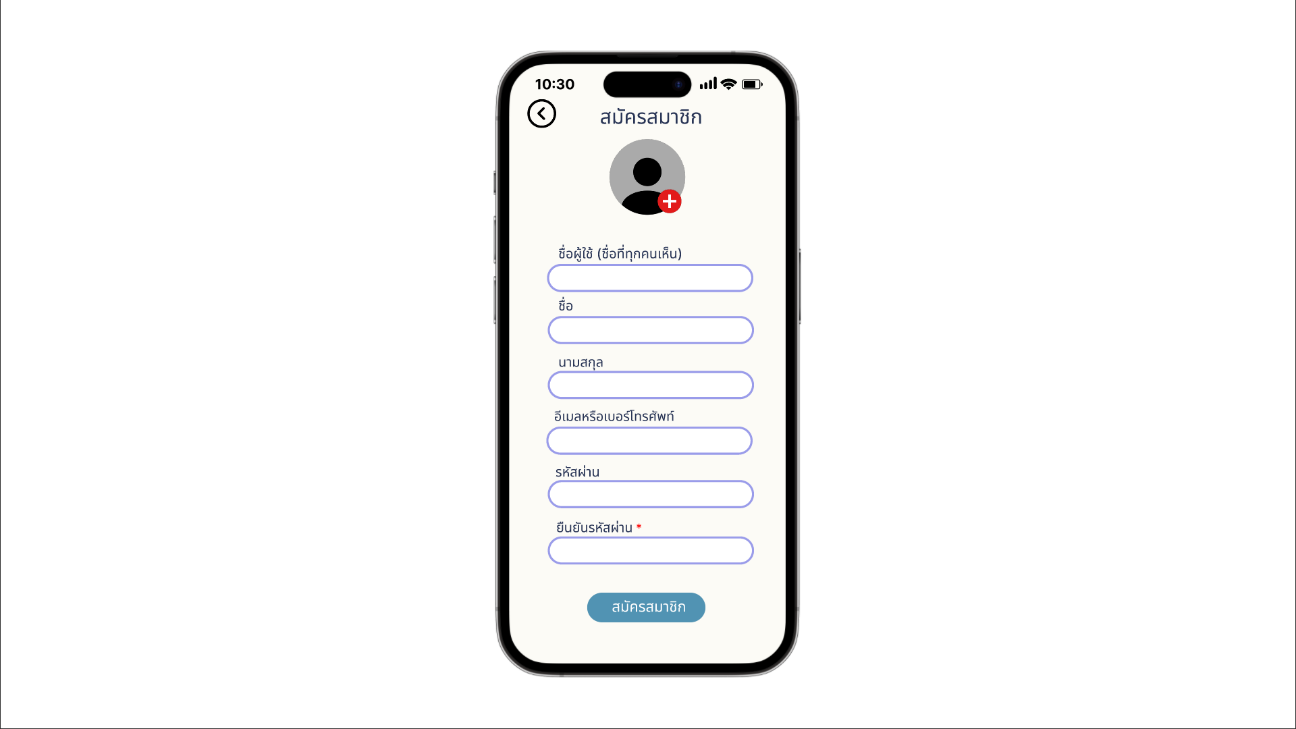 10:30
สมัครสมาชิก
ชื่อผู้ใช้ (ชื่อที่ทุกคนเห็น)
ชื่อ
นามสกุล
อีเมลหรือเบอร์โทรศัพท์
รหัสผ่าน
ยืนยันรหัสผ่าน *
สมัครสมาชิก